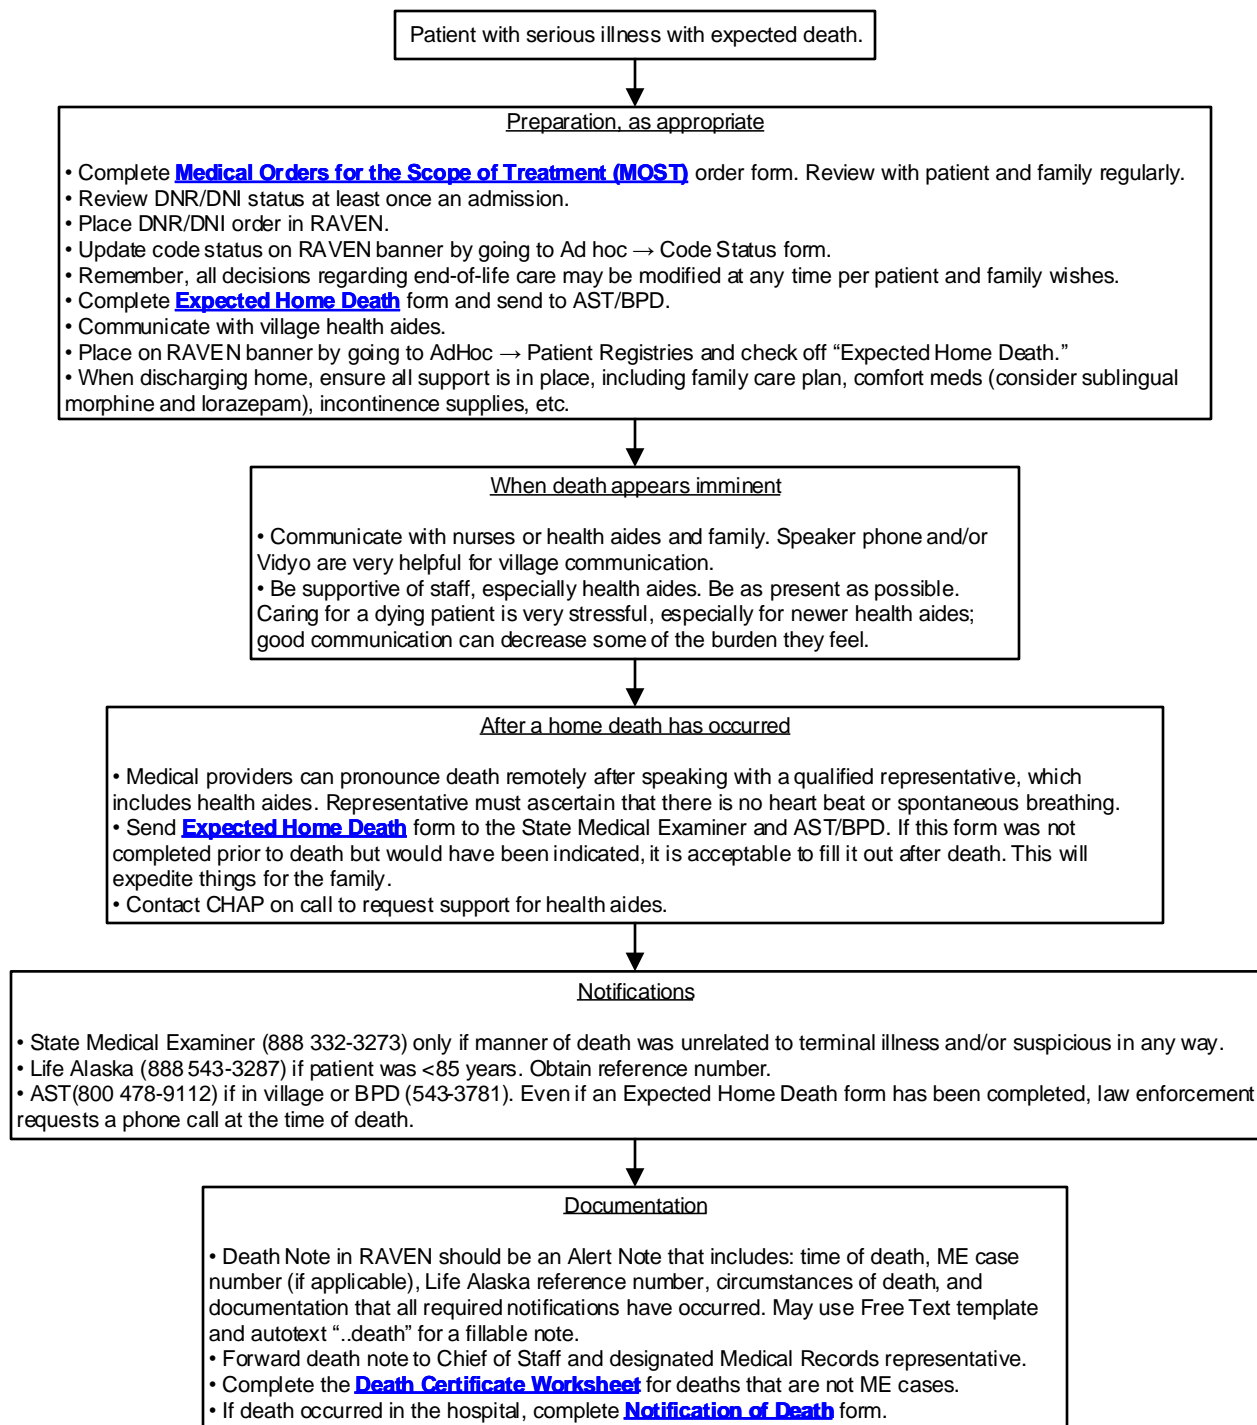 Patient with serious illness with expected death.
Preparation, as appropriate
• Complete Medical Orders for the Scope of Treatment (MOST) order form. Review with patient and family regularly.
• Review DNR/DNI status at least once an admission.
• Place DNR/DNI order in RAVEN.
• Update code status on RAVEN banner by going to Ad hoc → Code Status form.
• Remember, all decisions regarding end-of-life care may be modified at any time per patient and family wishes.
• Complete Expected Home Death form and send to AST/BPD.
• Communicate with village health aides.
• Place on RAVEN banner by going to AdHoc → Patient Registries and check off “Expected Home Death.”
• When discharging home, ensure all support is in place, including family care plan, comfort meds (consider sublingual
morphine and lorazepam), incontinence supplies, etc.
When death appears imminent
• Communicate with nurses or health aides and family. Speaker phone and/or
Vidyo are very helpful for village communication.
• Be supportive of staff, especially health aides. Be as present as possible.
Caring for a dying patient is very stressful, especially for newer health aides;
good communication can decrease some of the burden they feel.
After a home death has occurred
• Medical providers can pronounce death remotely after speaking with a qualified representative, which
includes health aides. Representative must ascertain that there is no heart beat or spontaneous breathing.
• Send Expected Home Death form to the State Medical Examiner and AST/BPD. If this form was not
completed prior to death but would have been indicated, it is acceptable to fill it out after death. This will
expedite things for the family.
• Contact CHAP on call to request support for health aides.
Notifications
• State Medical Examiner (888 332-3273) only if manner of death was unrelated to terminal illness and/or suspicious in any way.
• Life Alaska (888 543-3287) if patient was <85 years. Obtain reference number.
• AST(800 478-9112) if in village or BPD (543-3781). Even if an Expected Home Death form has been completed, law enforcement
requests a phone call at the time of death.
Documentation
• Death Note in RAVEN should be an Alert Note that includes: time of death, ME case
number (if applicable), Life Alaska reference number, circumstances of death, and
documentation that all required notifications have occurred. May use Free Text template
and autotext “..death” for a fillable note.
• Forward death note to Chief of Staff and designated Medical Records representative.
• Complete the Death Certificate Worksheet for deaths that are not ME cases.
• If death occurred in the hospital, complete Notification of Death form.